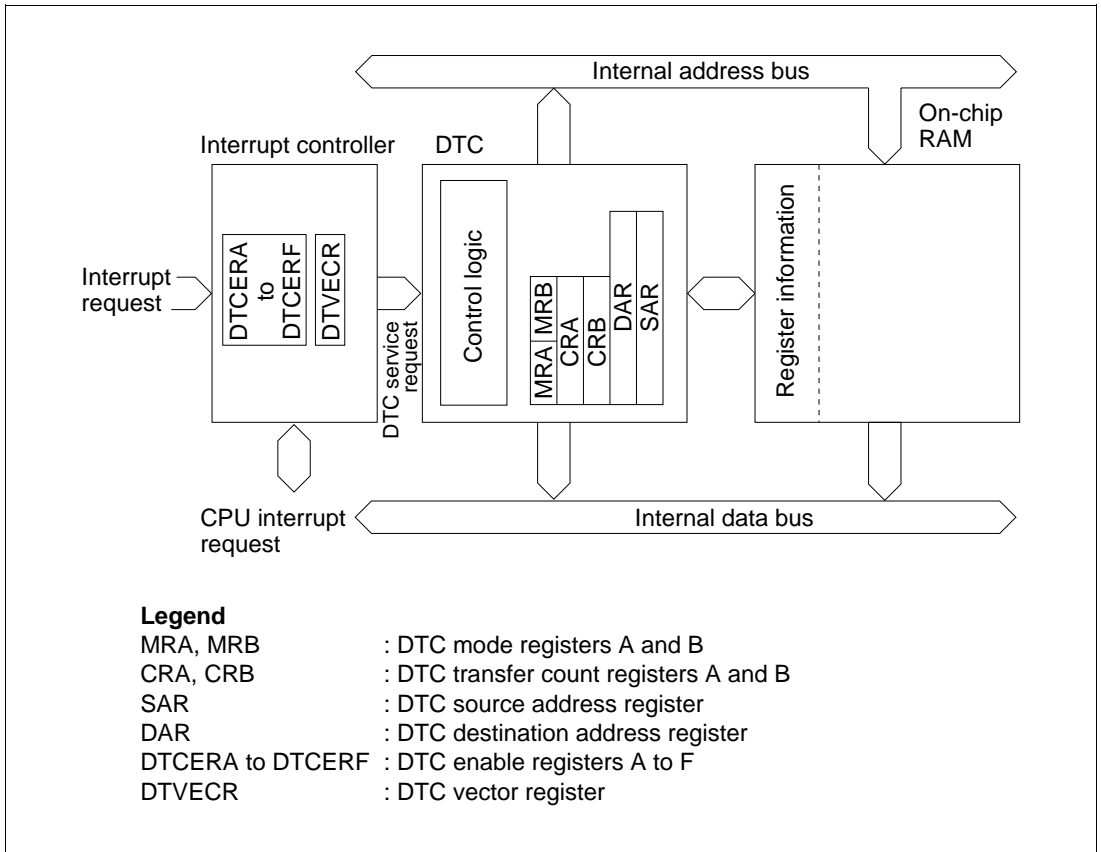 Internal address bus
On-chip
RAM
Interrupt controller
DTC
Interrupt
request
DTCERA
to
DTCERF
DTVECR
DTC service
request
Control logic
MRA
MRB
CRA
CRB
DAR
SAR
Register information
CPU interrupt
request
Internal data bus
Legend
MRA, MRB : DTC mode registers A and B
CRA, CRB : DTC transfer count registers A and B
SAR : DTC source address register
DAR : DTC destination address register
DTCERA to DTCERF : DTC enable registers A to F
DTVECR : DTC vector register